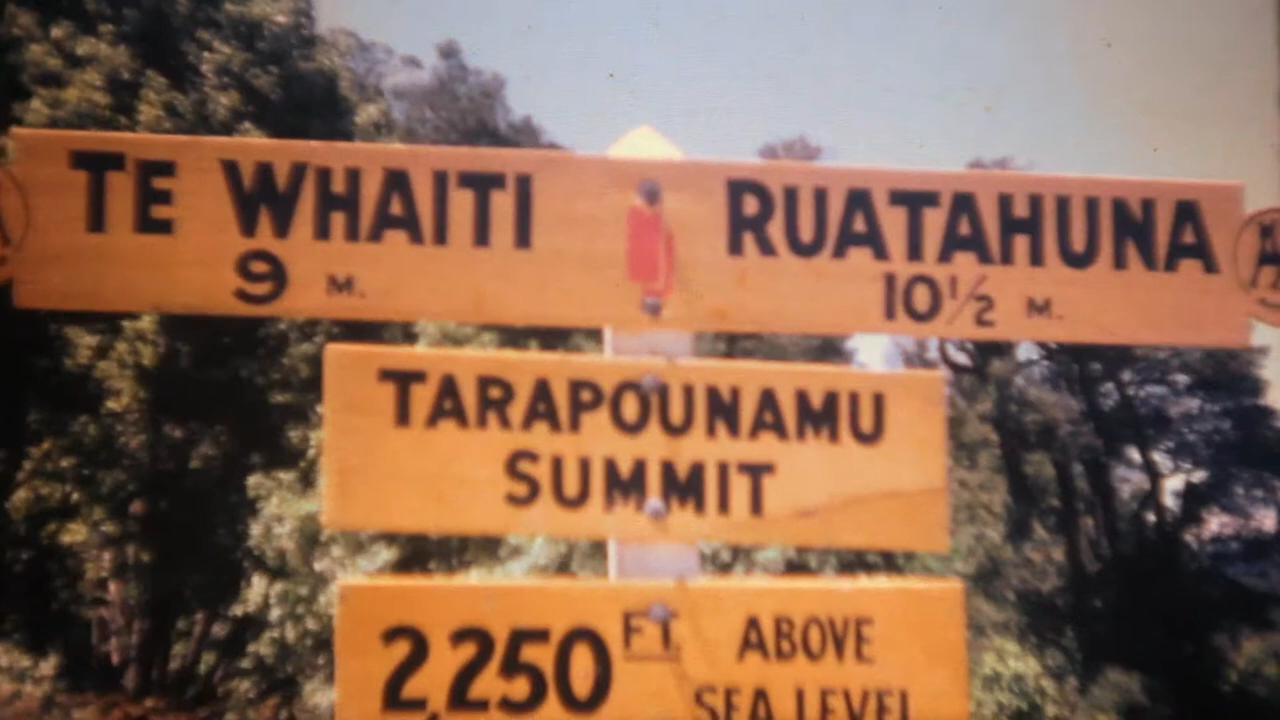 TE WHAITI RUATAHUNA
9 M. 10½ M.
TARAPOUNAMU
SUMMIT
2,250 FT. ABOVE
SEA LEVEL